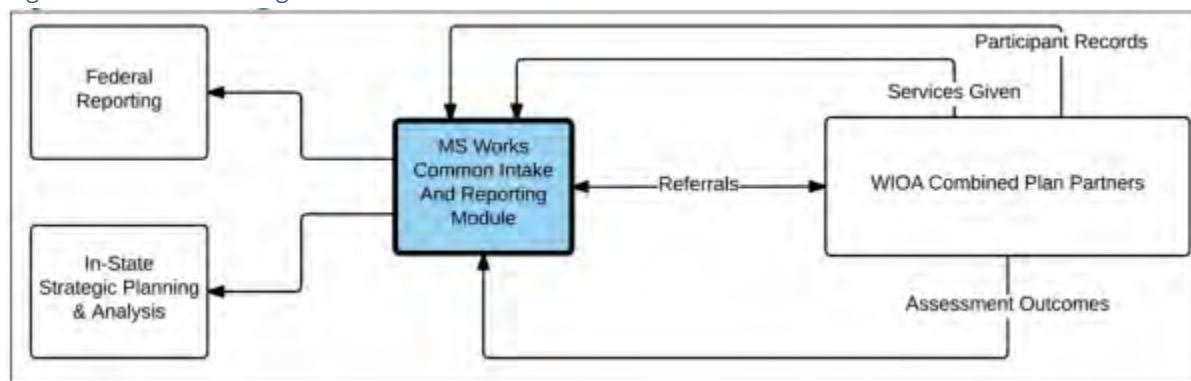 Federal
Reporting
In-State
Strategic Planning
& Analysis
MS Works
Common Intake
And Reporting
Module
Referrals
Participant Records
Services Given
WIOA Combined Plan Partners
Assessment Outcomes